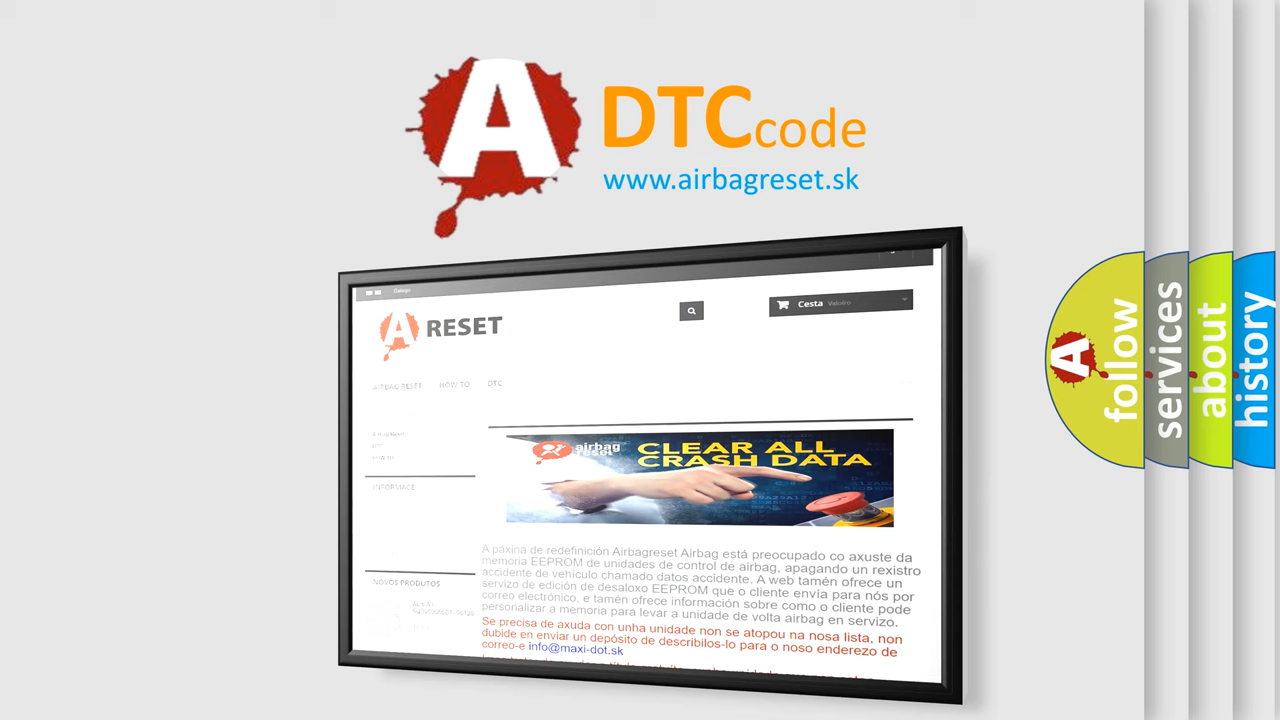 A
DTC code
www.airbagreset.sk
Galego
A RESET
Cesta Valeiro
AIRBAG RESET HOW TO DTC
INFORMACE
NOVOS PRODUTOS
airbag
reset
CLEAR ALL
CRASH DATA
A páxina de redefinición Airbagreset Airbag está preocupado co axuste da
memoria EEPROM de unidades de control de airbag, apagando un rexistro
accidente de vehículo chamado datos accidente. A web tamén ofrece un
servizo de edición de desaloxo EEPROM que o cliente envía para nós por
correo electrónico, e tamén ofrece información sobre como o cliente pode
personalizar a memoria para levar a unidade de volta airbag en servizo.
Se precisa de axuda con unha unidade non se atopou na nosa lista, non
dubide en enviar un depósito de describilos-lo para o noso enderezo de
correo-e info@maxi-dot.sk
A
follow
services
about
history